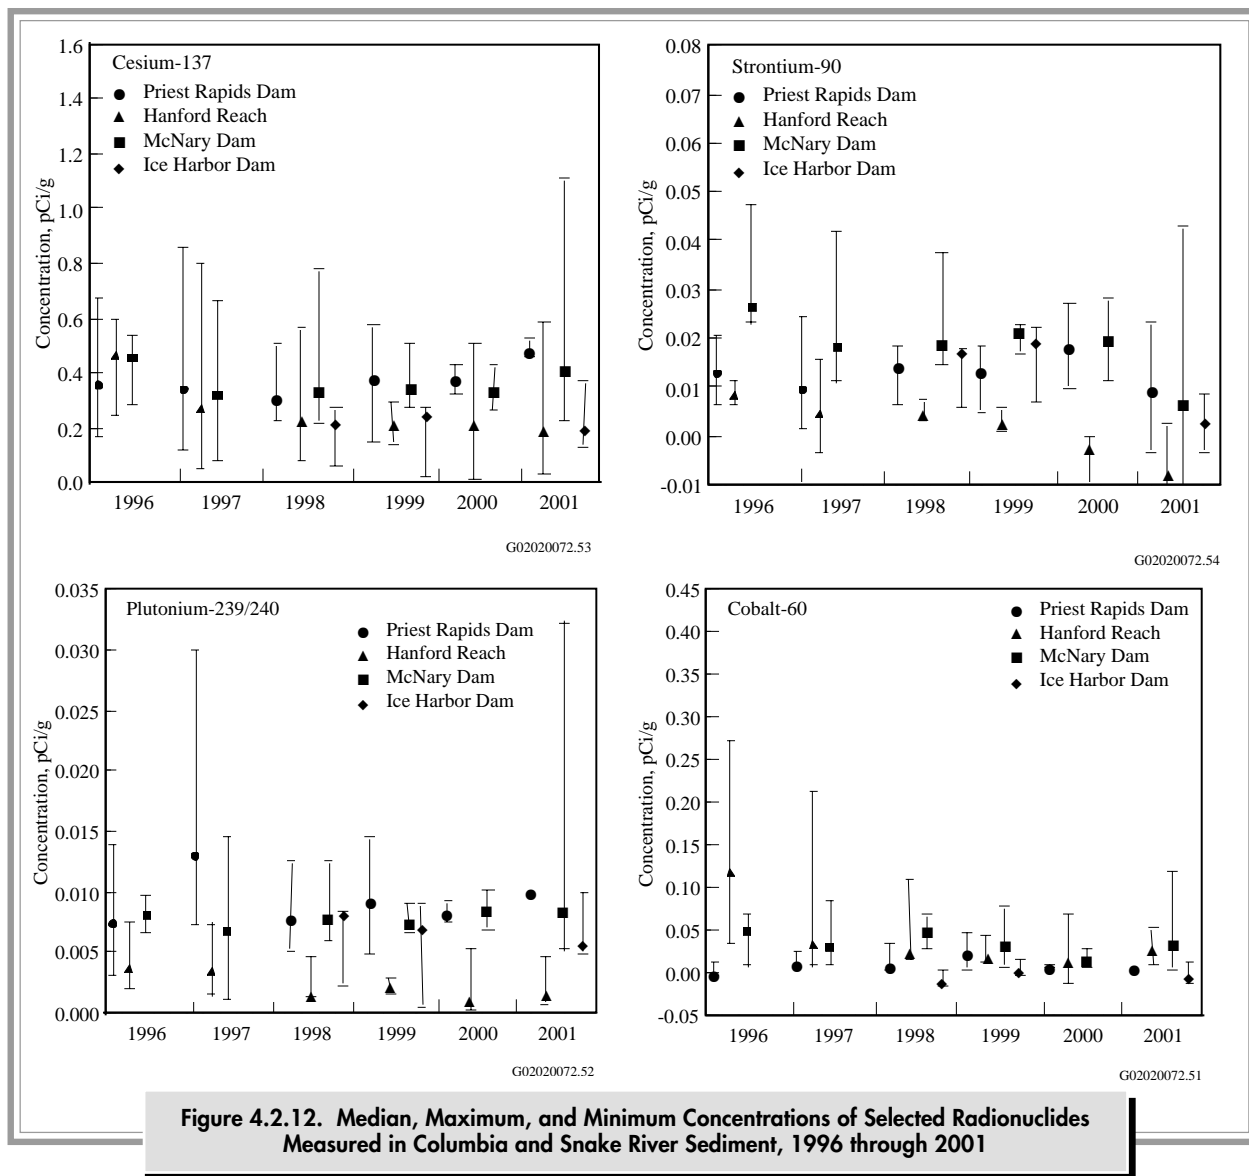 1.6
1.4
1.2
1.0
0.8
0.6
0.4
0.2
0.0
Concentration, pCi/g
Cesium-137
Priest Rapids Dam
Hanford Reach
McNary Dam
Ice Harbor Dam
1996 1997 1998 1999 2000 2001
G02020072.53
0.08
0.07
0.06
0.05
0.04
0.03
0.02
0.01
0.00
-0.01
Concentration, pCi/g
Strontium-90
Priest Rapids Dam
Hanford Reach
McNary Dam
Ice Harbor Dam
1996 1997 1998 1999 2000 2001
G02020072.54
0.035
0.030
0.025
0.020
0.015
0.010
0.005
0.000
Concentration, pCi/g
Plutonium-239/240
Priest Rapids Dam
Hanford Reach
McNary Dam
Ice Harbor Dam
1996 1997 1998 1999 2000 2001
G02020072.52
0.45
0.40
0.35
0.30
0.25
0.20
0.15
0.10
0.05
0.00
-0.05
Concentration, pCi/g
Cobalt-60
Priest Rapids Dam
Hanford Reach
McNary Dam
Ice Harbor Dam
1996 1997 1998 1999 2000 2001
G02020072.51
Figure 4.2.12. Median, Maximum, and Minimum Concentrations of Selected Radionuclides
Measured in Columbia and Snake River Sediment, 1996 through 2001